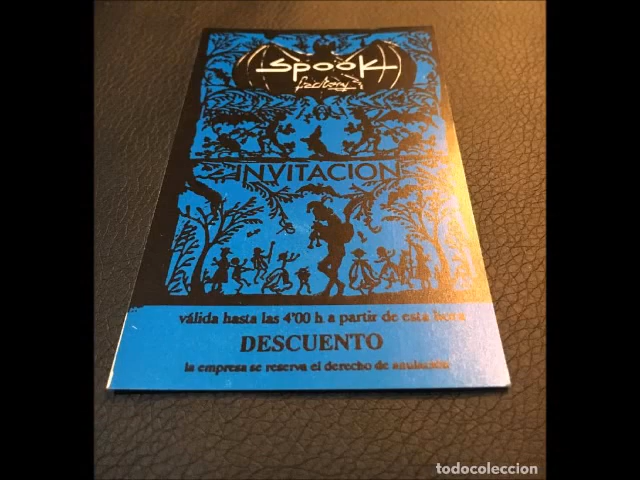 Spook
factory
INVITACION
válida hasta las 4'00 h a partir de esta hora
DESCUENTO
la empresa se reserva el derecho de anularla
todocoleccion